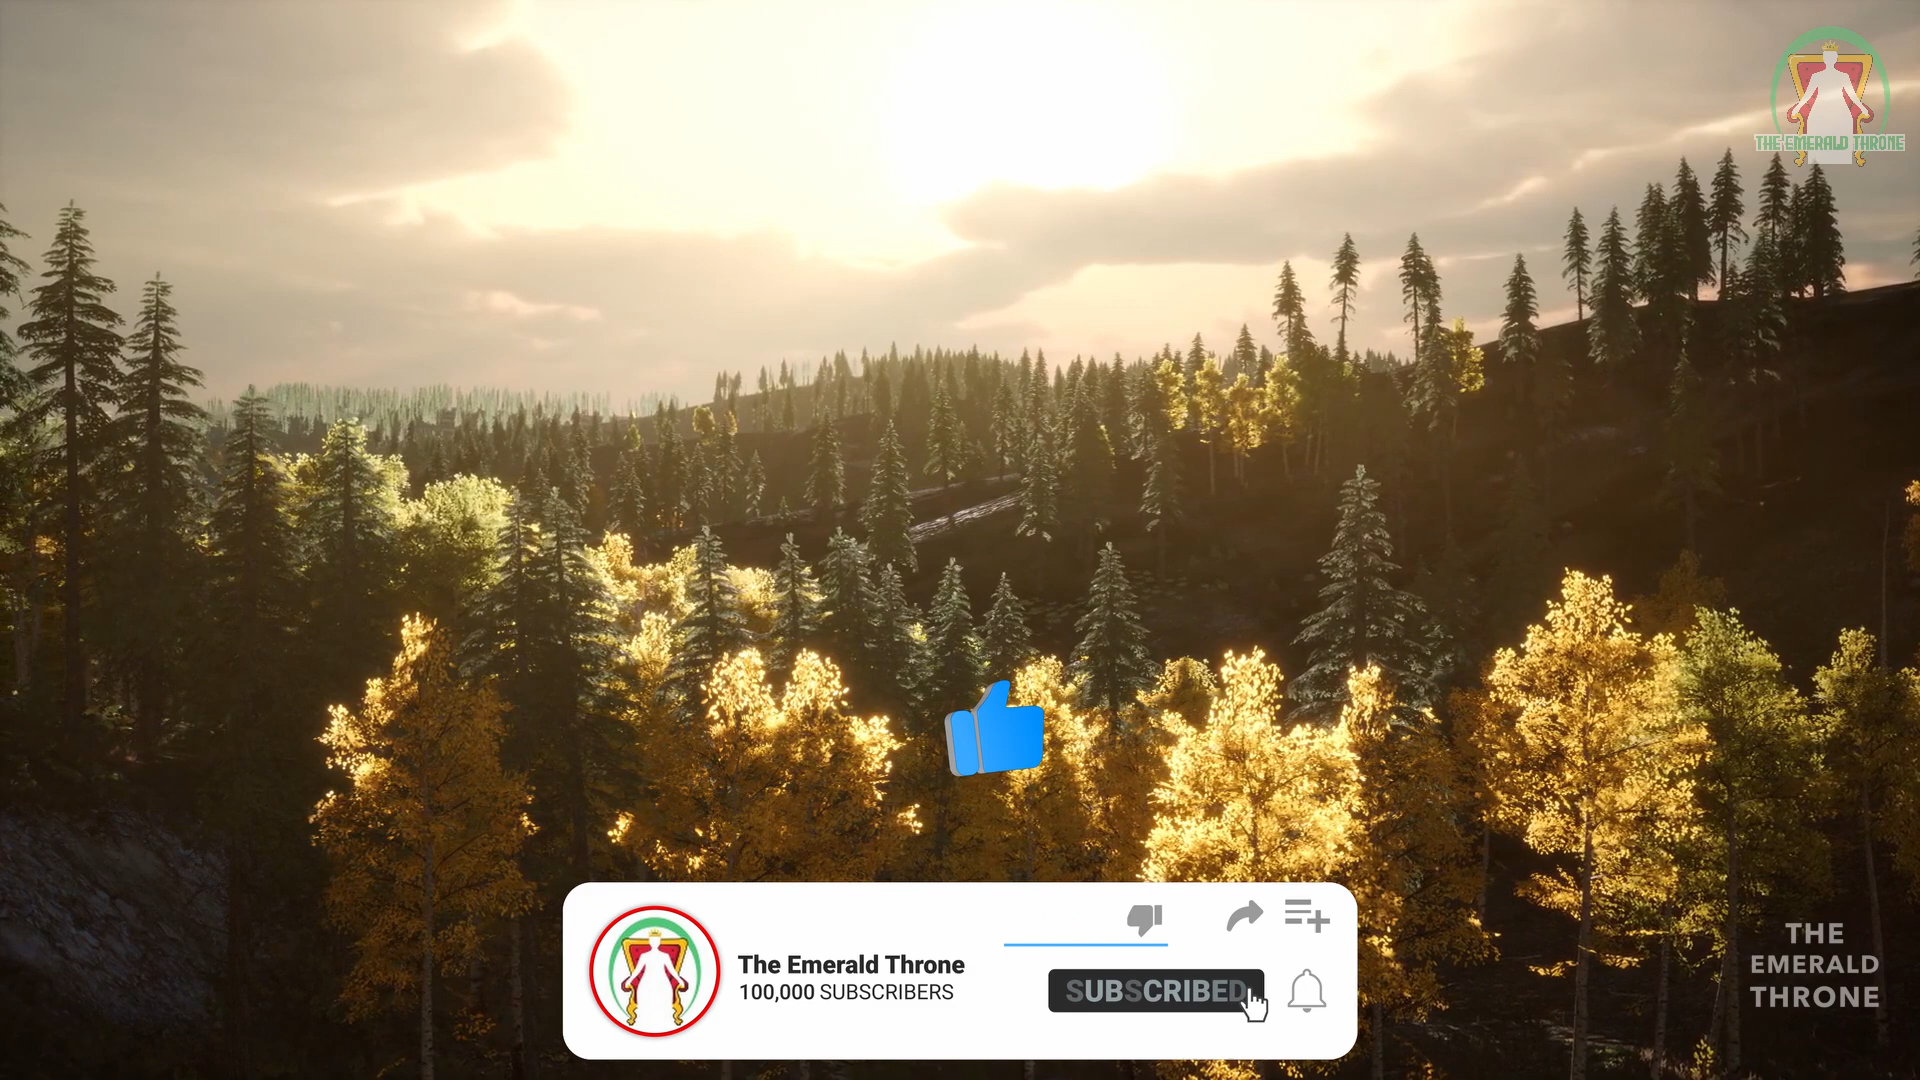 THE EMERALD THRONE
The Emerald Throne
100,000 SUBSCRIBERS
SUBSCRIBED
THE
EMERALD
THRONE